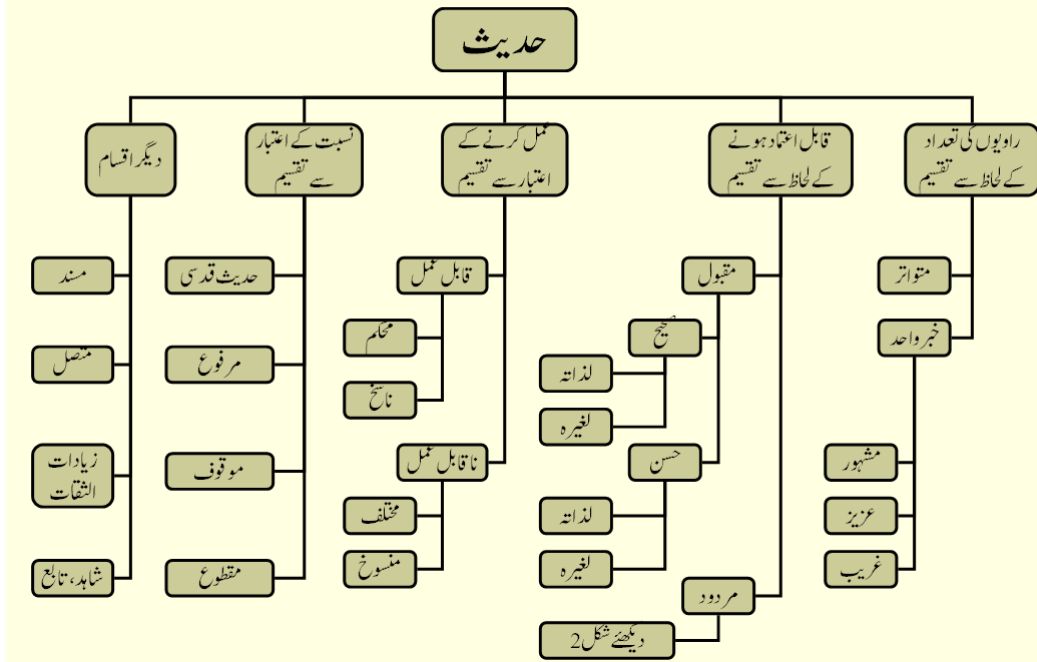 حدیث
راویوں کی تعداد
کے لحاظ سے تقسیم
متواتر
خبر واحد
مشہور
عزیز
غریب
قابل اعتماد ہونے
کے لحاظ سے تقسیم
مقبول
صحیح
لذاتہ
لغیرہ
حسن
لذاتہ
لغیرہ
مردود
دیکھئے شکل 2
عمل کرنے کے
اعتبار سے تقسیم
قابل عمل
محکم
ناسخ
ناقابل عمل
مختلف
منسوخ
نسبت کے اعتبار
سے تقسیم
حدیث قدسی
مرفوع
موقوف
مقطوع
دیگر اقسام
مسند
متصل
زیادات
الثقات
شاہد، تابع